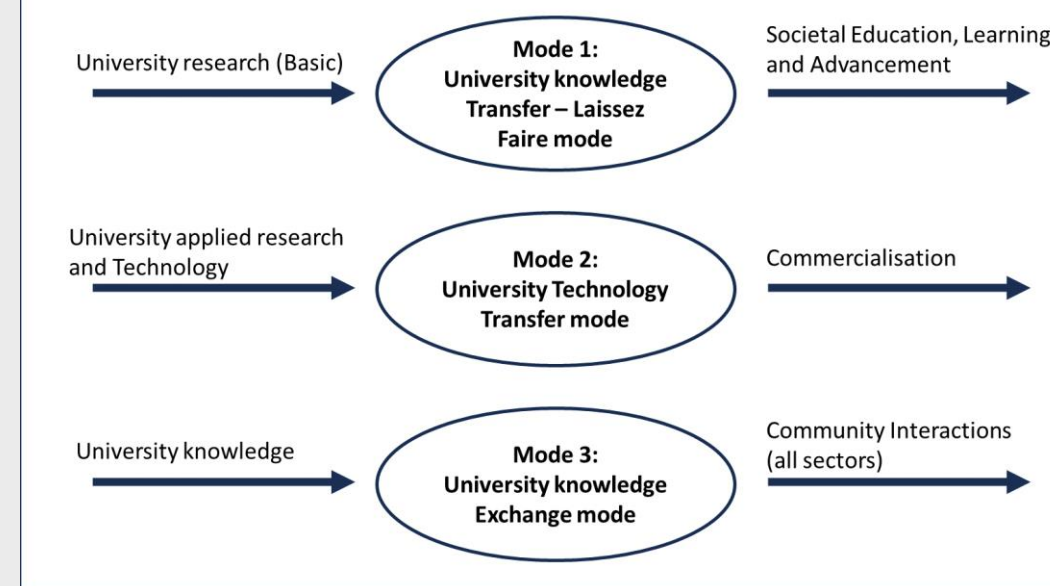 University research (Basic)
Mode 1:
University knowledge
Transfer – Laissez
Faire mode
Societal Education, Learning
and Advancement
University applied research
and Technology
Mode 2:
University Technology
Transfer mode
Commercialisation
University knowledge
Mode 3:
University knowledge
Exchange mode
Community Interactions
(all sectors)